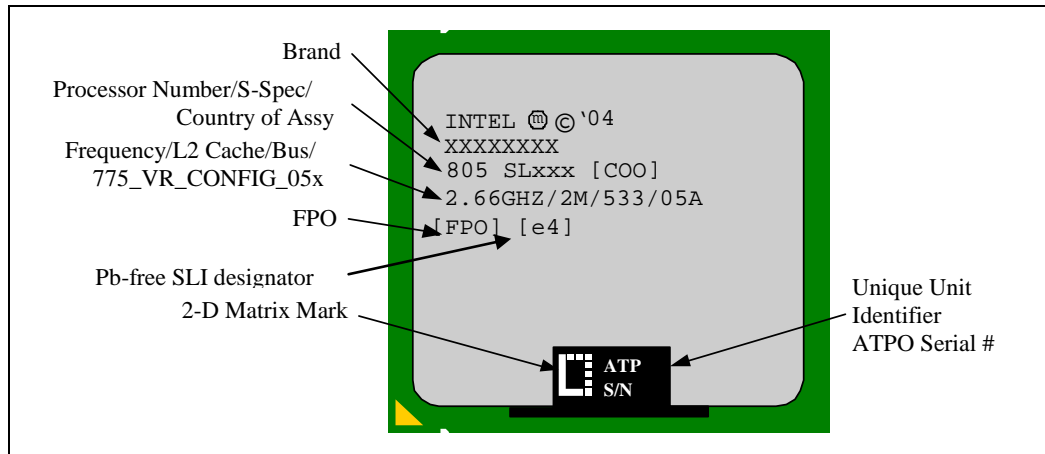 Brand
Processor Number/S-Spec/
Country of Assy
Frequency/L2 Cache/Bus/
775_VR_CONFIG_05x
FPO
Pb-free SLI designator
2-D Matrix Mark
INTEL ⓜ © ‘04
XXXXXXXX
805 SLxxx [COO]
2.66GHZ/2M/533/05A
[FPO] [e4]
ATP
S/N
Unique Unit
Identifier
ATPO Serial #